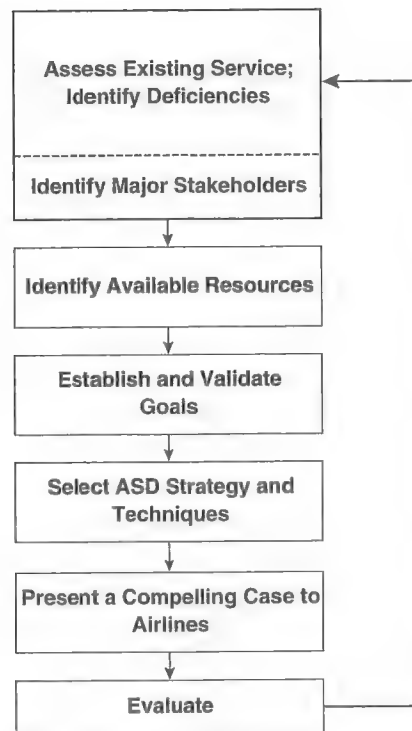 Assess Existing Service;
Identify Deficiencies
Identify Major Stakeholders
Identify Available Resources
Establish and Validate
Goals
Select ASD Strategy and
Techniques
Present a Compelling Case to
Airlines
Evaluate